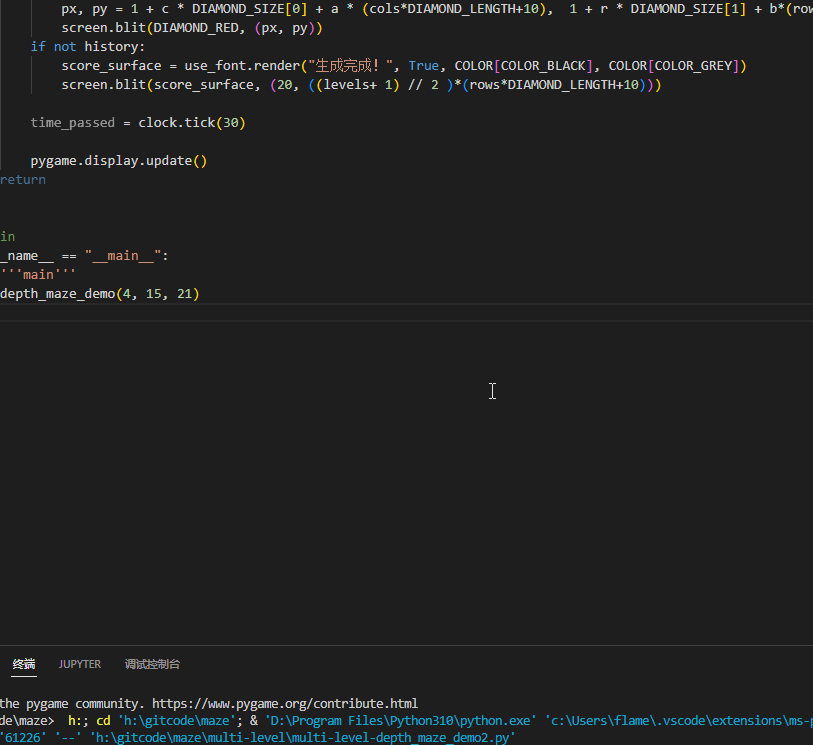 px, py = 1 + c * DIAMOND_SIZE[0] + a * (cols*DIAMOND_LENGTH+10),  1 + r * DIAMOND_SIZE[1] + b*(row
screen.blit(DIAMOND_RED, (px, py))
if not history:
score_surface = use_font.render("生成完成！", True, COLOR[COLOR_BLACK], COLOR[COLOR_GREY])
screen.blit(score_surface, (20, ((levels+ 1) // 2 )*(rows*DIAMOND_LENGTH+10)))
time_passed = clock.tick(30)
pygame.display.update()
return
in
_name__ == "__main__":
'''main'''
depth_maze_demo(4, 15, 21)
终端 JUPYTER 调试控制台
the pygame community. https://www.pygame.org/contribute.html
de\maze>  h:; cd 'h:\gitcode\maze'; & 'D:\Program Files\Python310\python.exe' 'c:\Users\flame\.vscode\extensions\ms-p
'61226' '--' 'h:\gitcode\maze\multi-level\multi-level-depth_maze_demo2.py'